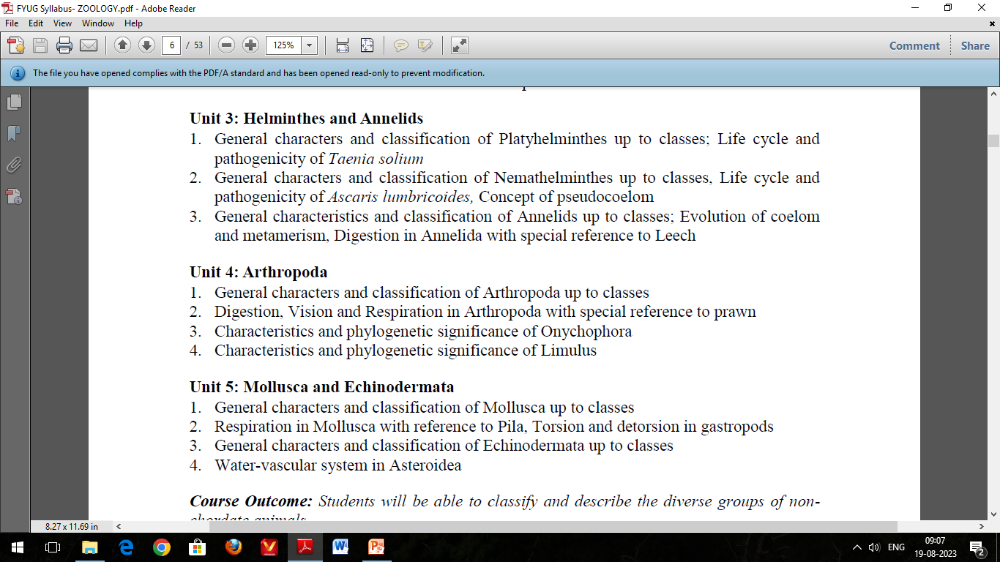 FYUG Syllabus- ZOOLOGY.pdf - Adobe Reader
File Edit View Window Help
6 / 53 125% Comment Share
The file you have opened complies with the PDF/A standard and has been opened read-only to prevent modification.
Unit 3: Helminthes and Annelids
1. General characters and classification of Platyhelminthes up to classes; Life cycle and
pathogenicity of Taenia solium
2. General characters and classification of Nemathelminthes up to classes, Life cycle and
pathogenicity of Ascaris lumbricoides, Concept of pseudocoelom
3. General characteristics and classification of Annelids up to classes; Evolution of coelom
and metamerism, Digestion in Annelida with special reference to Leech
Unit 4: Arthropoda
1. General characters and classification of Arthropoda up to classes
2. Digestion, Vision and Respiration in Arthropoda with special reference to prawn
3. Characteristics and phylogenetic significance of Onychophora
4. Characteristics and phylogenetic significance of Limulus
Unit 5: Mollusca and Echinodermata
1. General characters and classification of Mollusca up to classes
2. Respiration in Mollusca with reference to Pila, Torsion and detorsion in gastropods
3. General characters and classification of Echinodermata up to classes
4. Water-vascular system in Asteroidea
Course Outcome: Students will be able to classify and describe the diverse groups of non-
chordate animals
8.27 x 11.69 in
ENG
09:07
19-08-2023
2